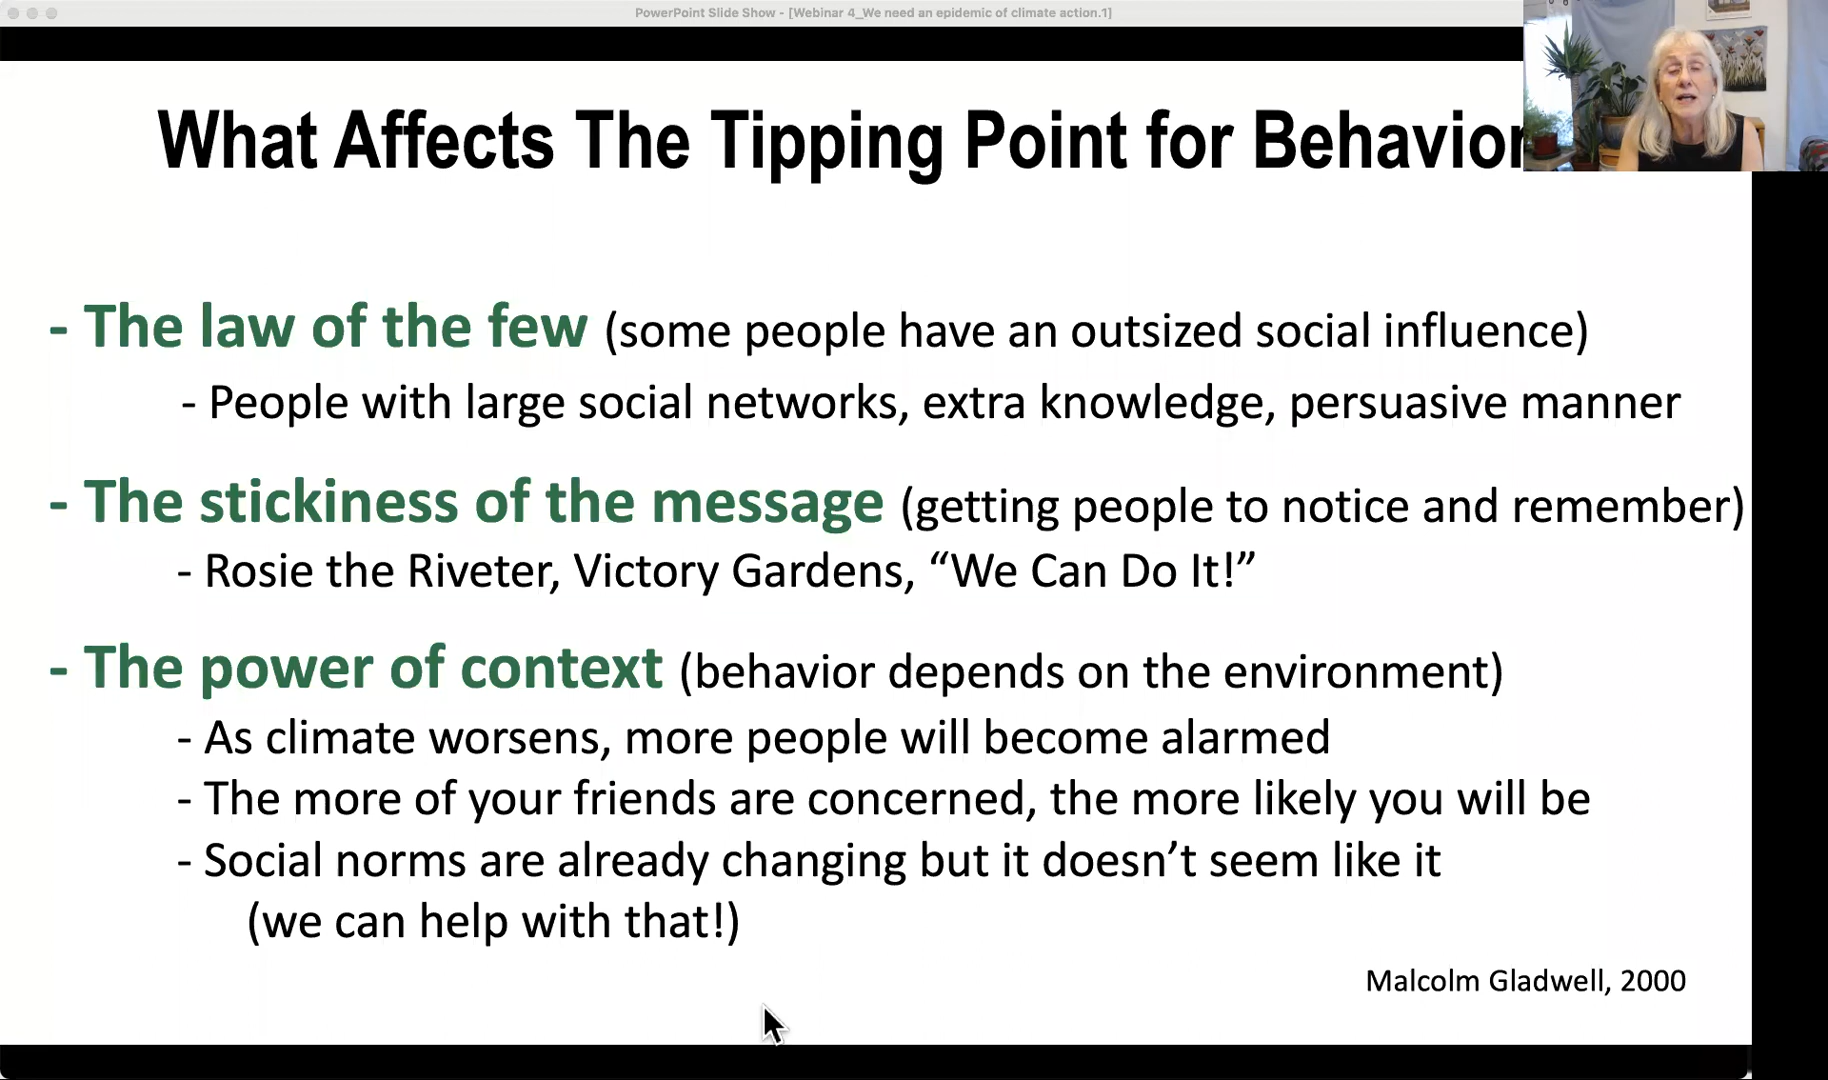 PowerPoint Slide Show - [Webinar 4_We need an epidemic of climate action.1]
What Affects The Tipping Point for Behavior
- The law of the few (some people have an outsized social influence)
- People with large social networks, extra knowledge, persuasive manner
- The stickiness of the message (getting people to notice and remember)
- Rosie the Riveter, Victory Gardens, “We Can Do It!”
- The power of context (behavior depends on the environment)
- As climate worsens, more people will become alarmed
- The more of your friends are concerned, the more likely you will be
- Social norms are already changing but it doesn’t seem like it
(we can help with that!)
Malcolm Gladwell, 2000